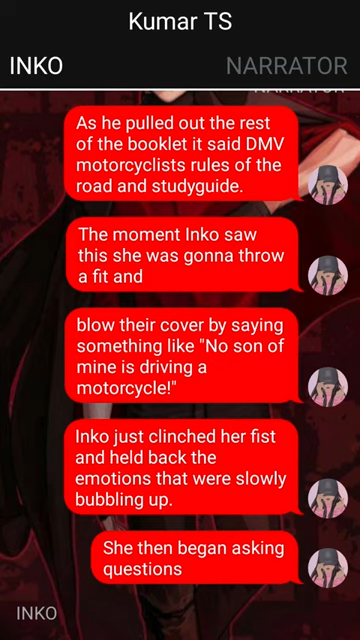 Kumar TS
INKO
NARRATOR
NARRATOR
As he pulled out the rest
of the booklet it said DMV
motorcyclists rules of the
road and studyguide.
The moment Inko saw
this she was gonna throw
a fit and
blow their cover by saying
something like "No son of
mine is driving a
motorcycle!"
Inko just clinched her fist
and held back the
emotions that were slowly
bubbling up.
She then began asking
questions
INKO